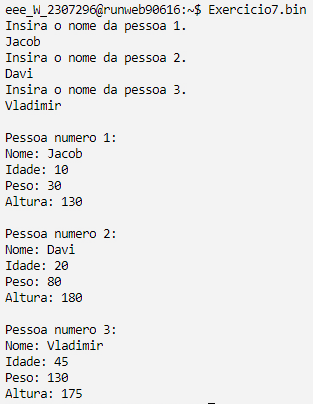 eee_W_2307296@runweb90616:~$ Exercicio7.bin
Insira o nome da pessoa 1.
Jacob
Insira o nome da pessoa 2.
Davi
Insira o nome da pessoa 3.
Vladimir
Pessoa numero 1:
Nome: Jacob
Idade: 10
Peso: 30
Altura: 130
Pessoa numero 2:
Nome: Davi
Idade: 20
Peso: 80
Altura: 180
Pessoa numero 3:
Nome: Vladimir
Idade: 45
Peso: 130
Altura: 175